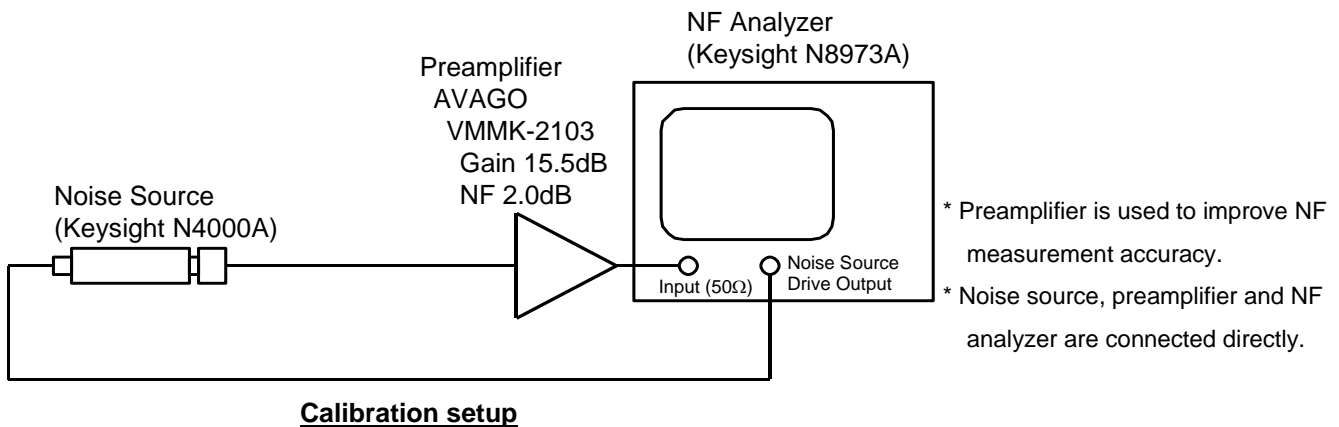 NF Analyzer
(Keysight N8973A)
Preamplifier
AVAGO
VMMK-2103
Gain 15.5dB
NF 2.0dB
Noise Source
(Keysight N4000A)
Input (50Ω)
Noise Source
Drive Output
* Preamplifier is used to improve NF
measurement accuracy.
* Noise source, preamplifier and NF
analyzer are connected directly.
Calibration setup